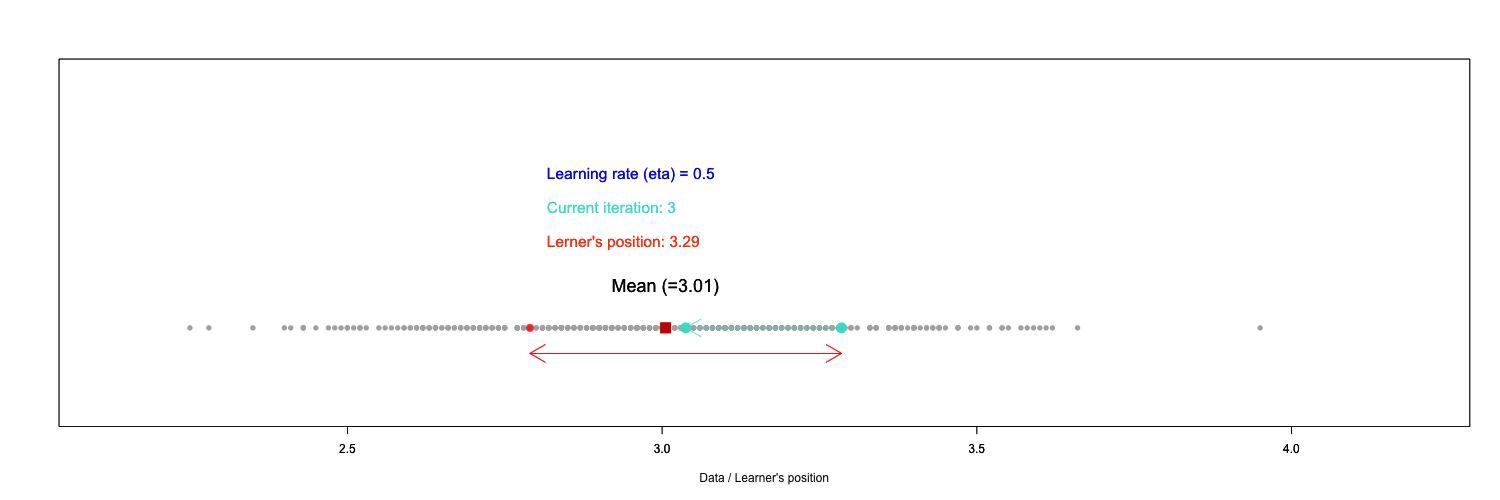 Learning rate (eta) = 0.5
Current iteration: 3
Lerner's position: 3.29
Mean (=3.01)
2.5 3.0 3.5 4.0
Data / Learner's position